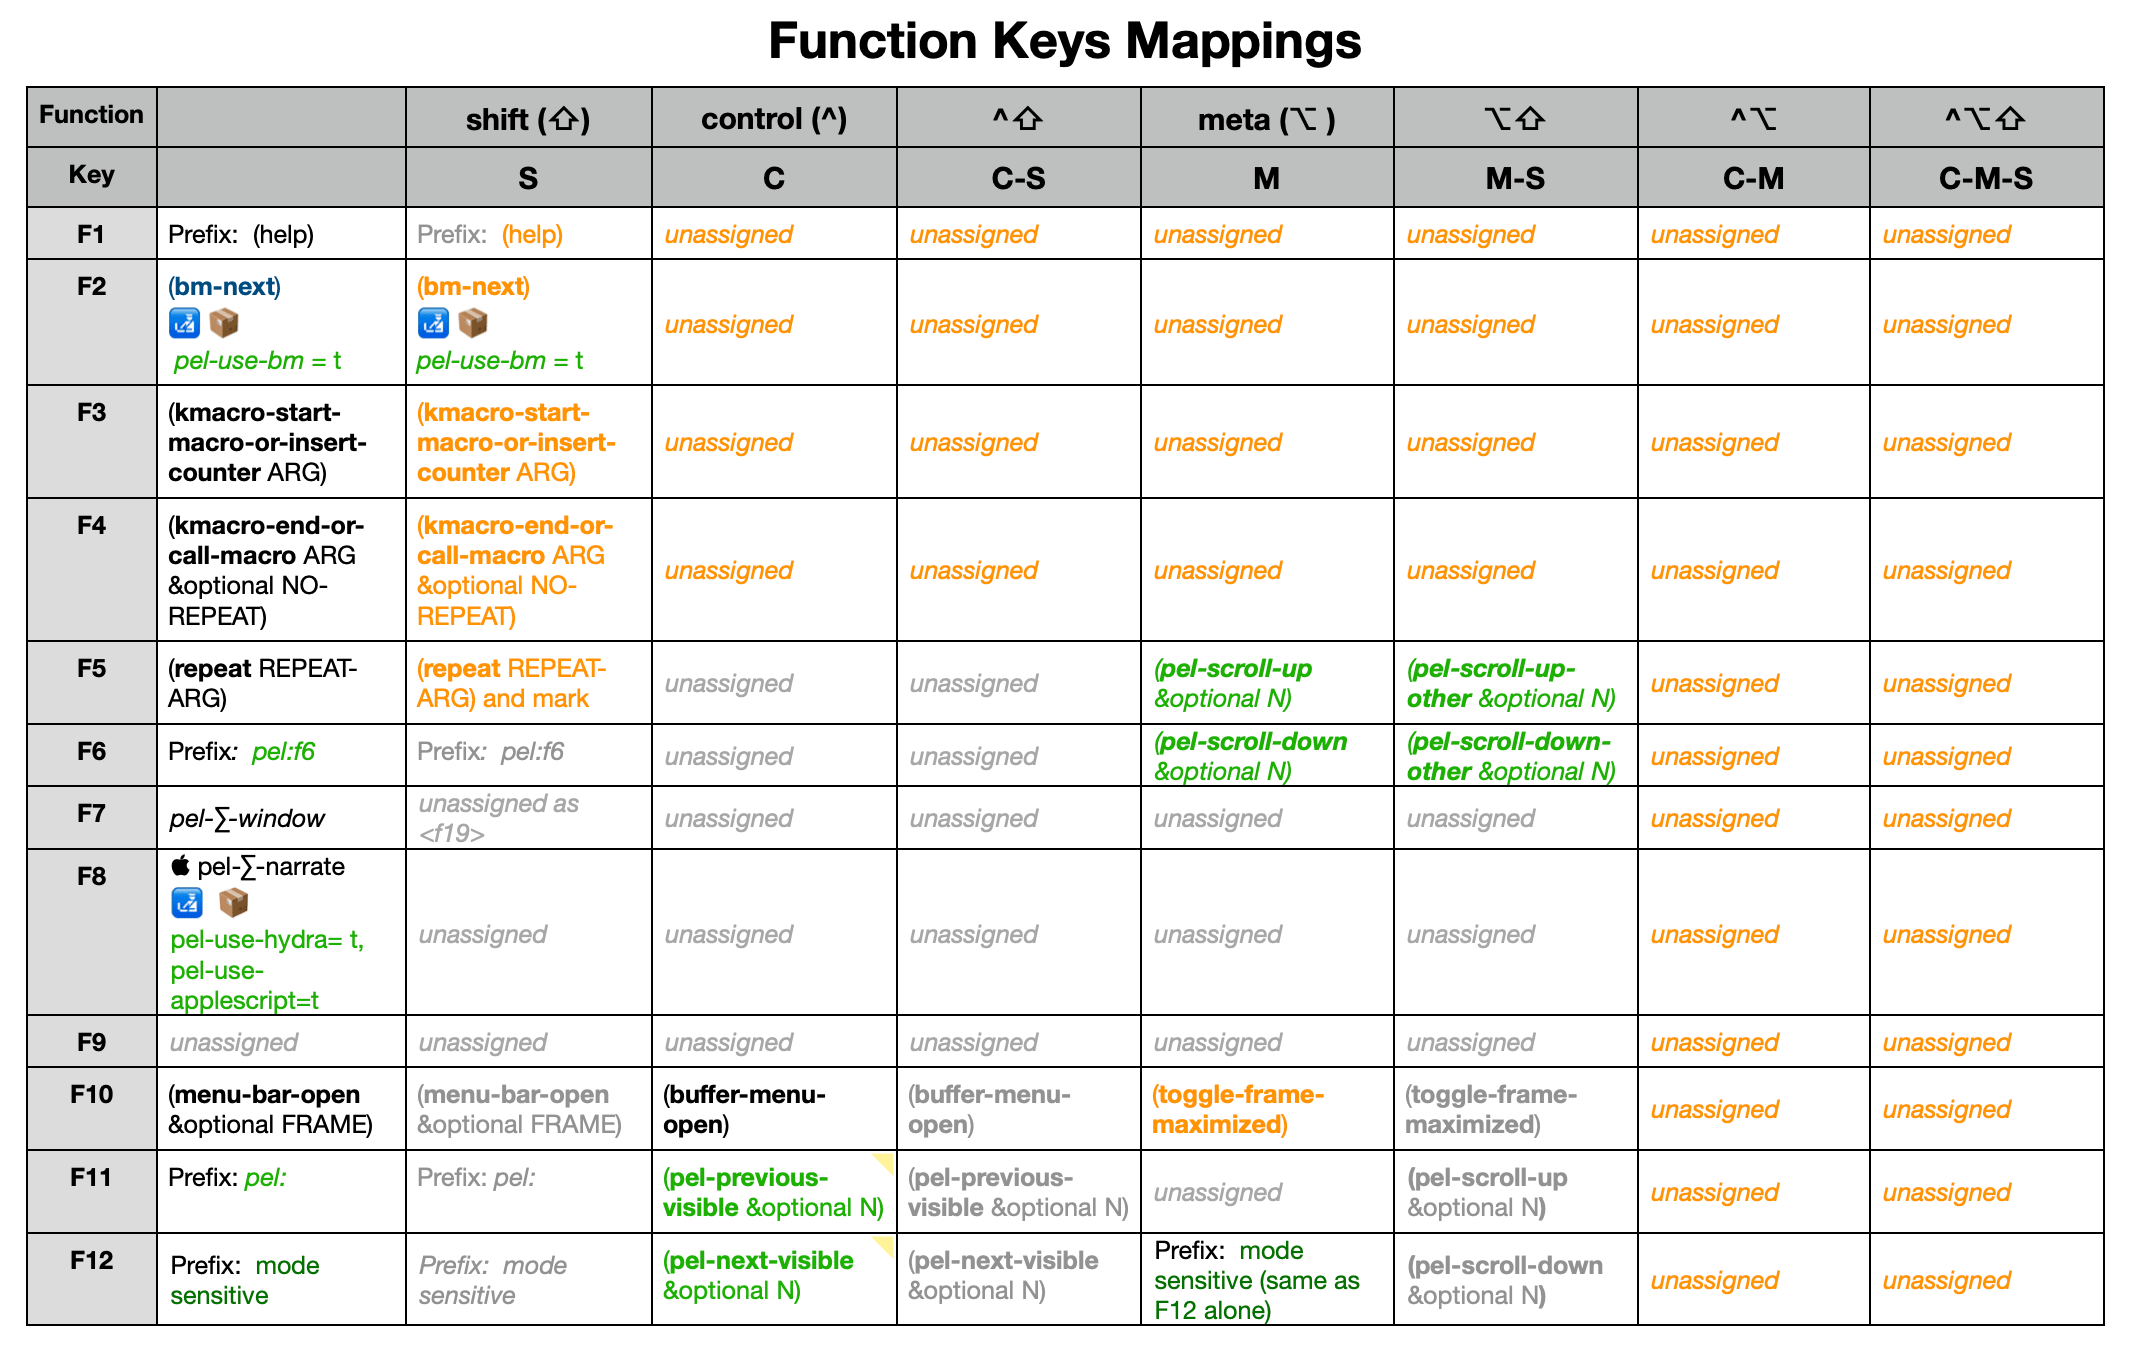 Function Keys Mappings
Function shift (⇧) control (^) ^⇧ meta (⌥ ) ⌥⇧ ^⌥ ^⌥⇧
Key S C C-S M M-S C-M C-M-S
F1 Prefix: (help) Prefix: (help) unassigned unassigned unassigned unassigned unassigned unassigned
F2 (bm-next) (bm-next)
unassigned unassigned unassigned unassigned unassigned unassigned
pel-use-bm = t pel-use-bm = t
F3 (kmacro-start- (kmacro-start-
macro-or-insert- macro-or-insert- unassigned unassigned unassigned unassigned unassigned unassigned
counter ARG) counter ARG)
F4 (kmacro-end-or- (kmacro-end-or-
call-macro ARG call-macro ARG unassigned unassigned unassigned unassigned unassigned unassigned
&optional NO- &optional NO-
REPEAT) REPEAT)
F5 (repeat REPEAT- (repeat REPEAT- unassigned unassigned (pel-scroll-up (pel-scroll-up- unassigned unassigned
ARG) ARG) and mark &optional N) other &optional N)
F6 Prefix: pel:f6 Prefix: pel:f6 unassigned unassigned (pel-scroll-down (pel-scroll-down- unassigned unassigned
&optional N) other &optional N)
F7 pel-∑-window unassigned as unassigned unassigned unassigned unassigned unassigned unassigned
<f19>
F8 pel-∑-narrate
unassigned unassigned unassigned unassigned unassigned unassigned unassigned
pel-use-hydra= t,
pel-use-
applescript=t
F9 unassigned unassigned unassigned unassigned unassigned unassigned unassigned unassigned
F10 (menu-bar-open (menu-bar-open (buffer-menu- (buffer-menu- (toggle-frame- (toggle-frame- unassigned unassigned
&optional FRAME) &optional FRAME) open) open) maximized) maximized)
F11 Prefix: pel: Prefix: pel: (pel-previous- (pel-previous- unassigned (pel-scroll-up unassigned unassigned
visible &optional N) visible &optional N) &optional N)
F12 Prefix: mode Prefix: mode (pel-next-visible (pel-next-visible Prefix: mode (pel-scroll-down unassigned unassigned
sensitive sensitive &optional N) &optional N) sensitive (same as &optional N)
F12 alone)